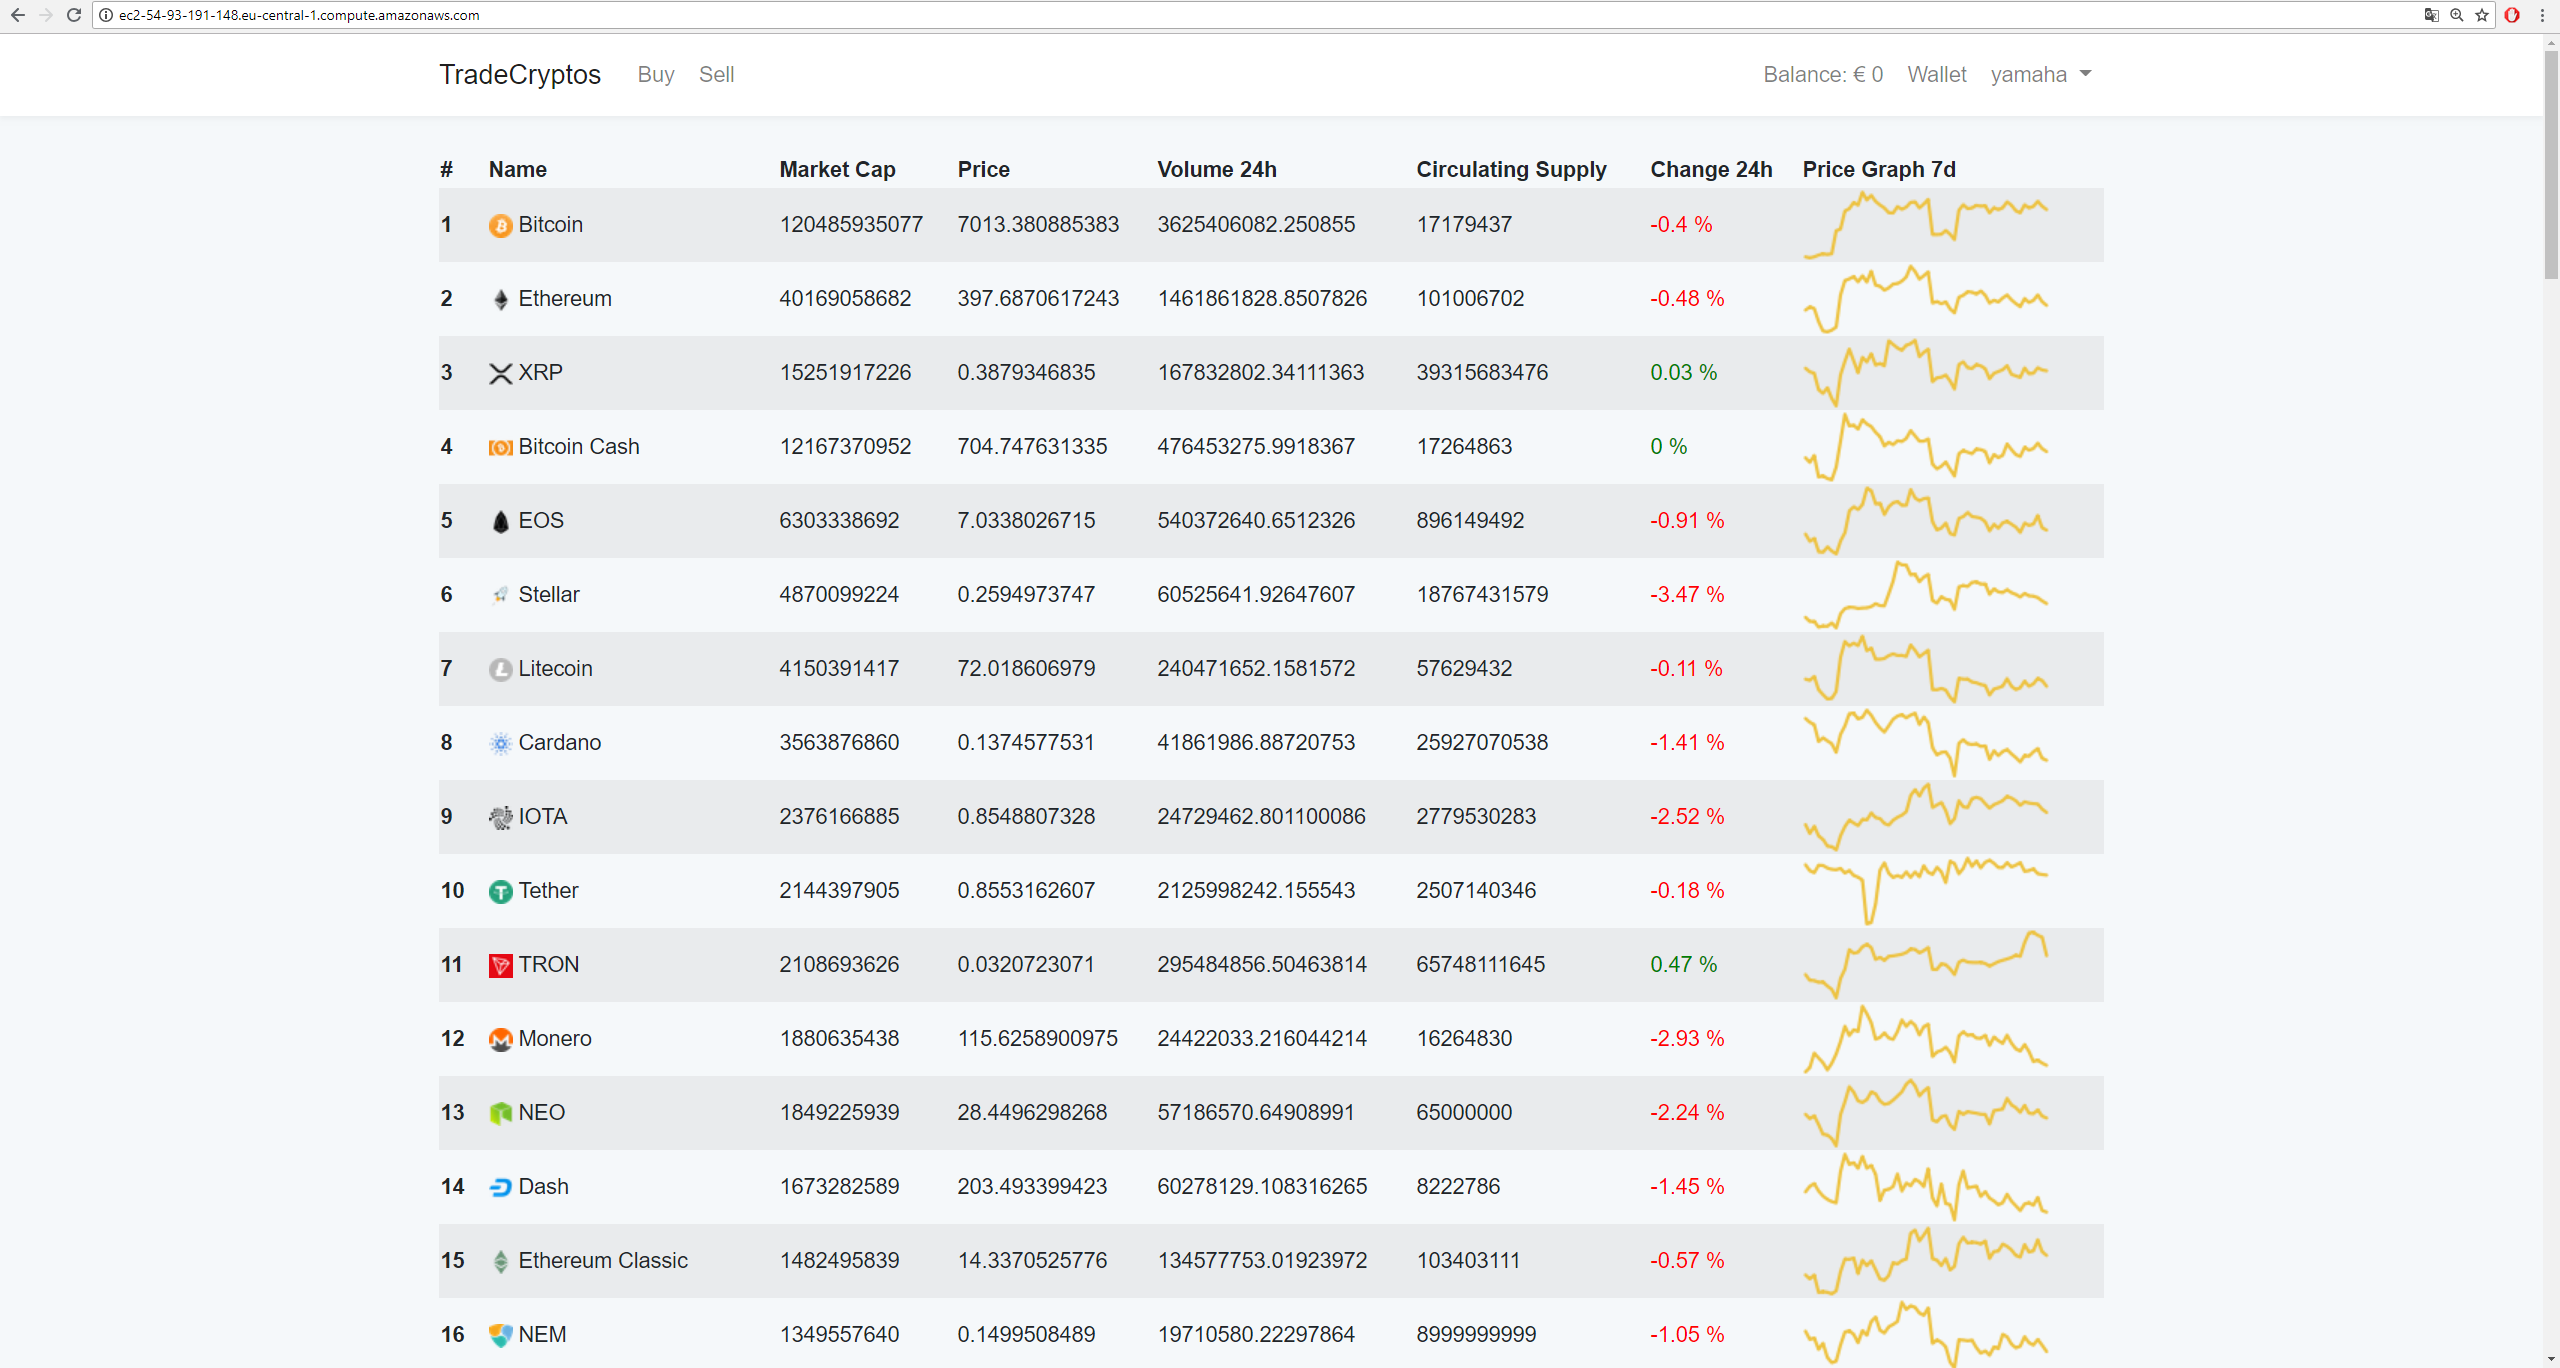 ec2-54-93-191-148.eu-central-1.compute.amazonaws.com
TradeCryptos Buy Sell Balance: € 0 Wallet yamaha
# Name Market Cap Price Volume 24h Circulating Supply Change 24h Price Graph 7d
1 Bitcoin 120485935077 7013.380885383 3625406082.250855 17179437 -0.4 %
2 Ethereum 40169058682 397.6870617243 1461861828.8507826 101006702 -0.48 %
3 XRP 15251917226 0.3879346835 167832802.34111363 39315683476 0.03 %
4 Bitcoin Cash 12167370952 704.747631335 476453275.9918367 17264863 0 %
5 EOS 6303338692 7.0338026715 540372640.6512326 896149492 -0.91 %
6 Stellar 4870099224 0.2594973747 60525641.92647607 18767431579 -3.47 %
7 Litecoin 4150391417 72.018606979 240471652.1581572 57629432 -0.11 %
8 Cardano 3563876860 0.1374577531 41861986.88720753 25927070538 -1.41 %
9 IOTA 2376166885 0.8548807328 24729462.801100086 2779530283 -2.52 %
10 Tether 2144397905 0.8553162607 2125998242.155543 2507140346 -0.18 %
11 TRON 2108693626 0.0320723071 295484856.50463814 65748111645 0.47 %
12 Monero 1880635438 115.6258900975 24422033.216044214 16264830 -2.93 %
13 NEO 1849225939 28.4496298268 57186570.64908991 65000000 -2.24 %
14 Dash 1673282589 203.493399423 60278129.108316265 8222786 -1.45 %
15 Ethereum Classic 1482495839 14.3370525776 134577753.01923972 103403111 -0.57 %
16 NEM 1349557640 0.1499508489 19710580.22297864 8999999999 -1.05 %